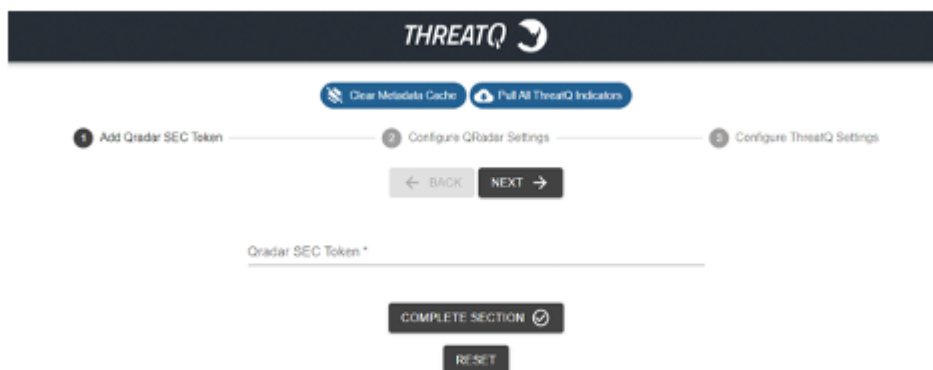 THREATQ
Clear Metadata Cache Pull All ThreatQ Indicators
1 Add Qradar SEC Token 2 Configure QRadar Settings 3 Configure ThreatQ Settings
← BACK NEXT →
Qradar SEC Token *
COMPLETE SECTION
RESET